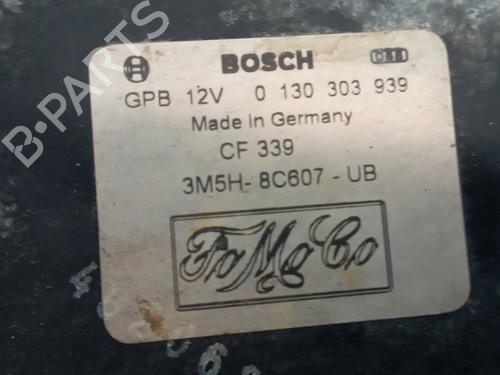 BOSCH
GPB 12V 0 130 303 939
Made in Germany
CF 339
3M5H- 8C607 - UB
FoMoCo
B-PARTS